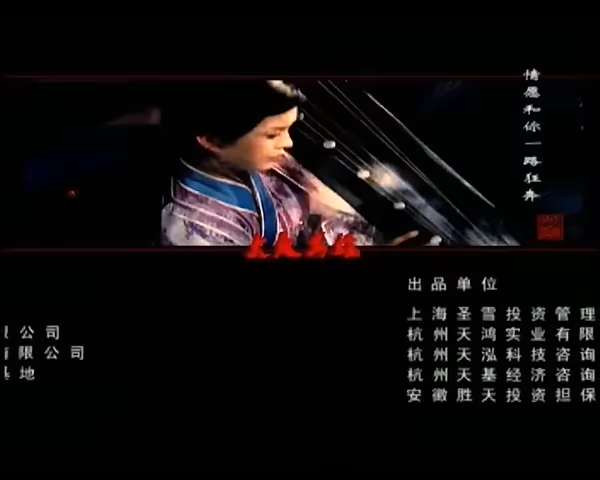 情愿和你一路狂奔
出品单位
上海圣雪投资管理
杭州天鸿实业有限
杭州天泓科技咨询
杭州天基经济咨询
安徽胜天投资担保
公司
有限公司
基地